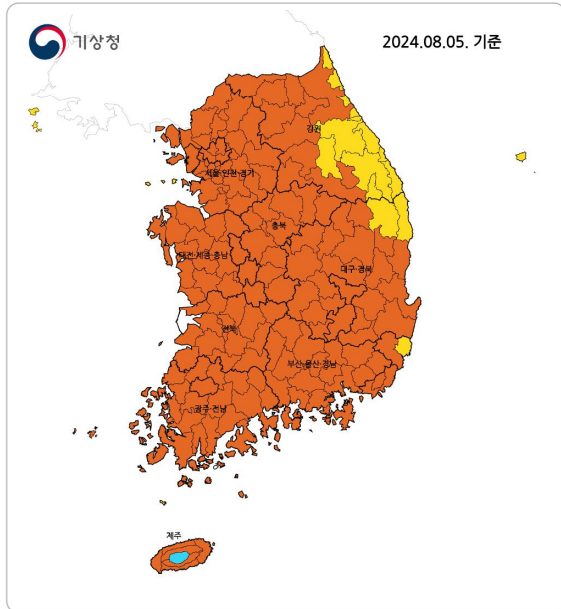 기상청
2024.08.05. 기준
강원
서울·인천·경기
충북
대전·세종·충남
대구·경북
전북
부산·울산·경남
광주·전남
제주